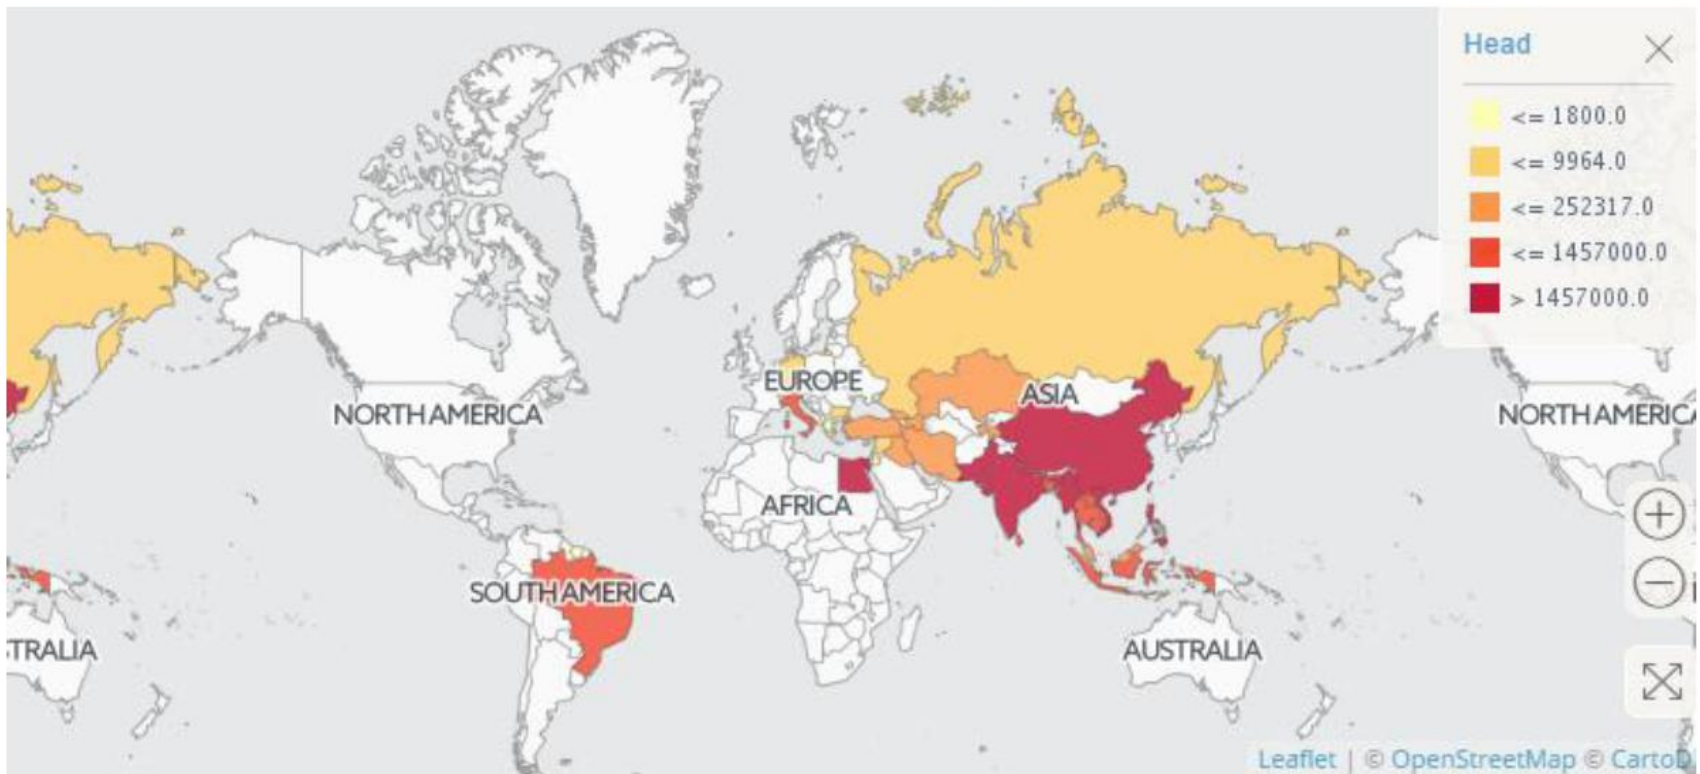 Head
<= 1800.0
<= 9964.0
<= 252317.0
<= 1457000.0
> 1457000.0
EUROPE
ASIA
NORTH AMERICA
NORTH AMERICA
AFRICA
SOUTH AMERICA
TRALIA
AUSTRALIA
Leaflet | © OpenStreetMap © CartoD